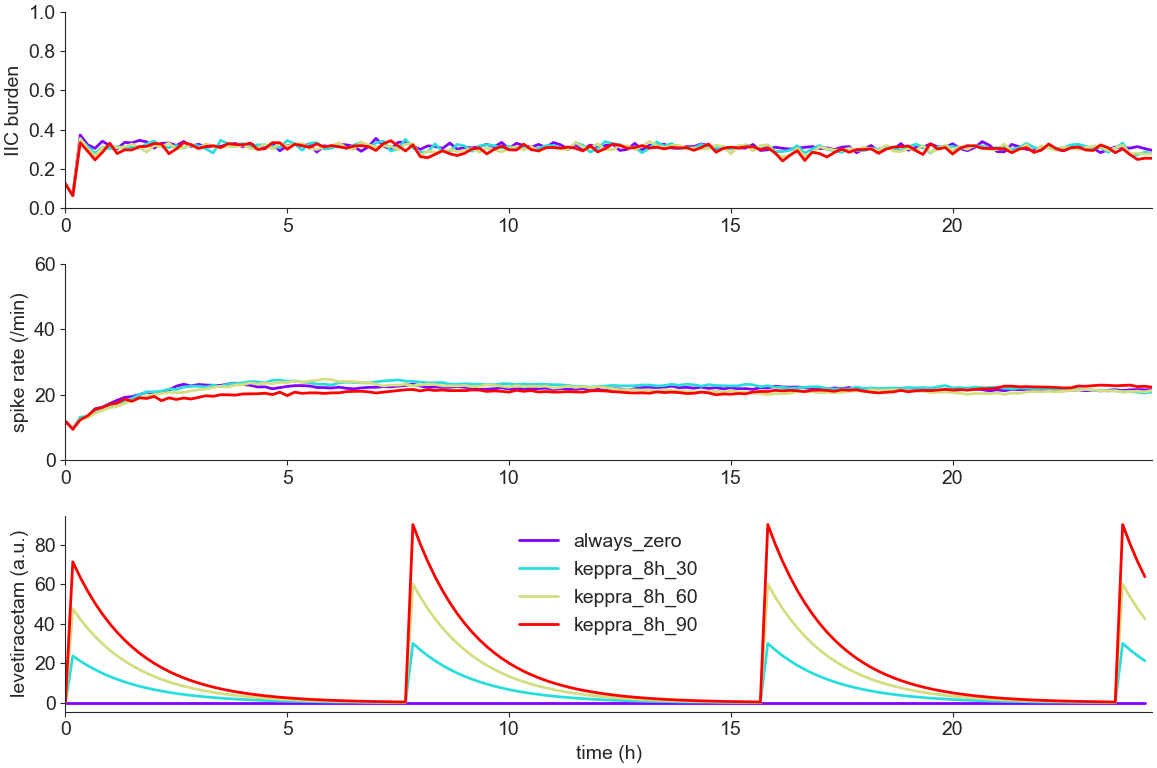 1.0
0.8
0.6
0.4
0.2
0.0
IIC burden
0 5 10 15 20
60
40
20
0
spike rate (/min)
0 5 10 15 20
80
60
40
20
0
levetiracetam (a.u.)
always_zero
keppra_8h_30
keppra_8h_60
keppra_8h_90
0 5 10 15 20
time (h)